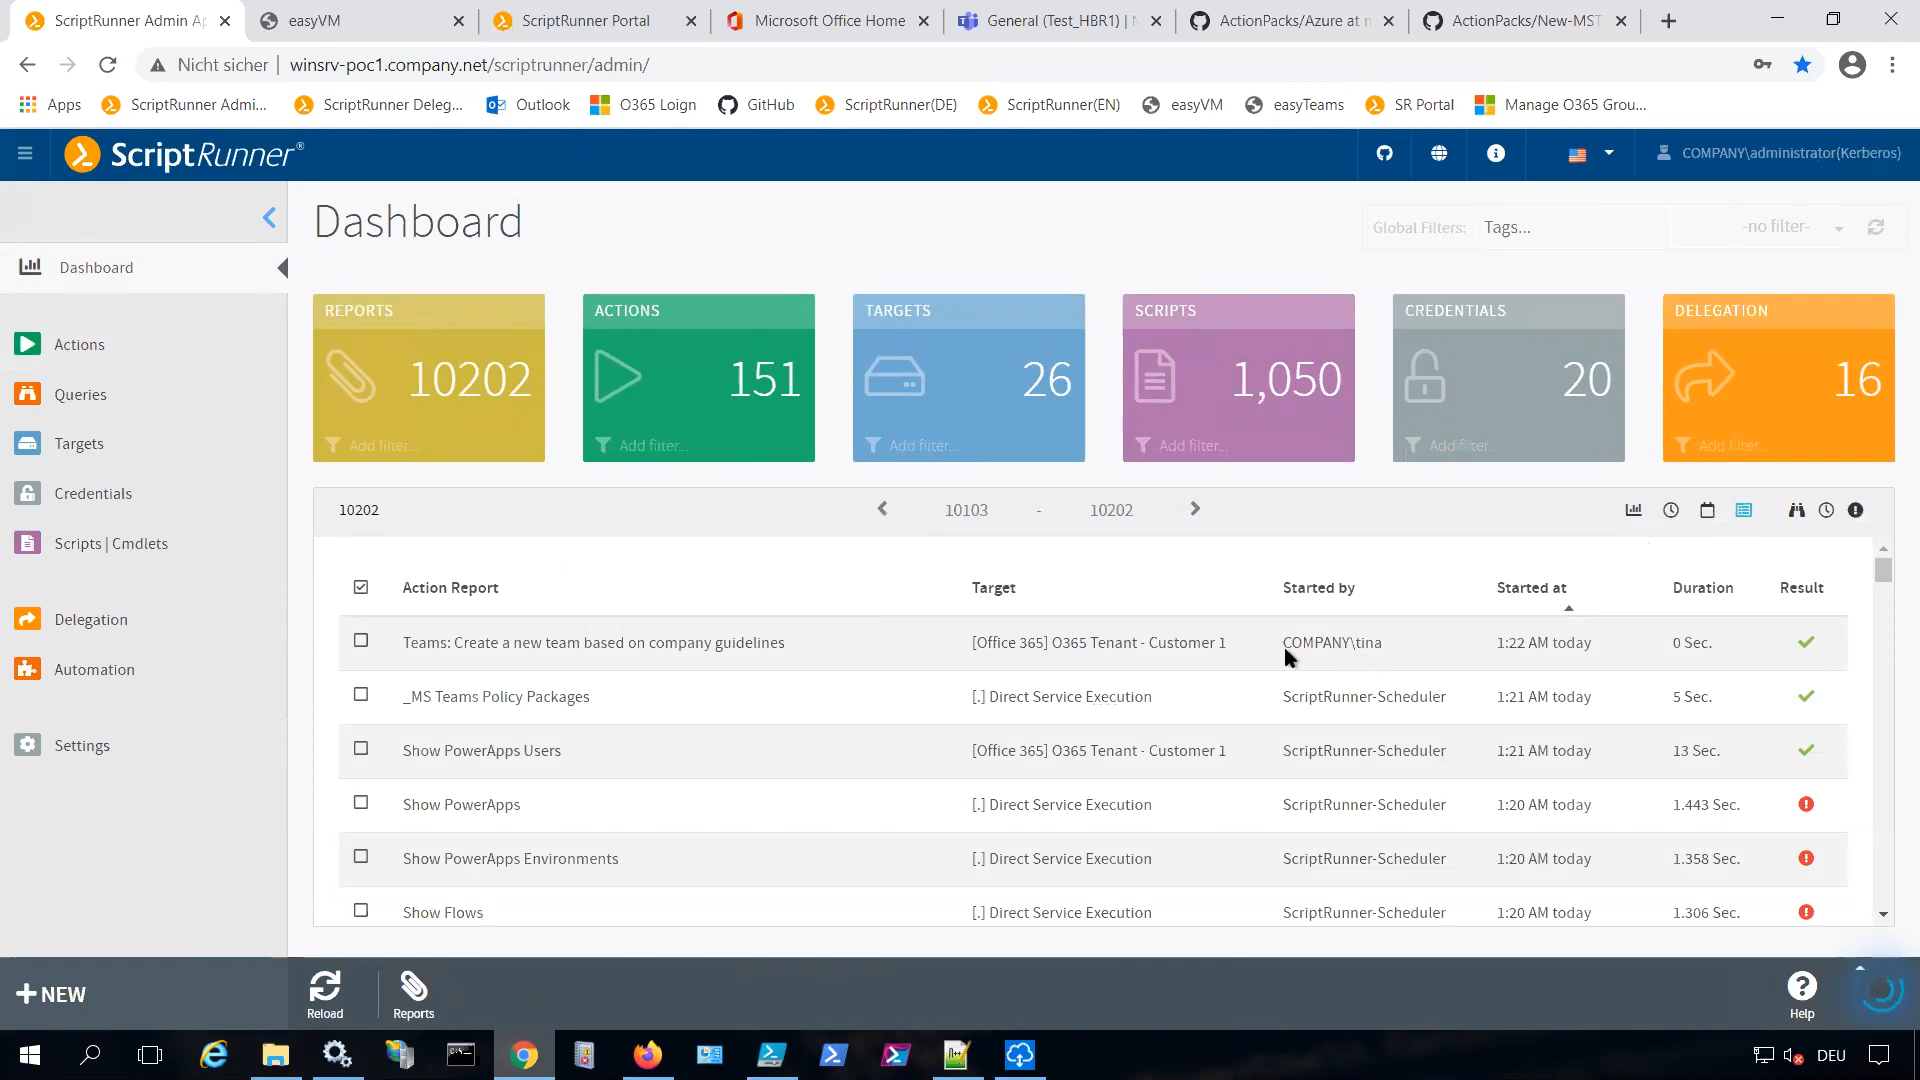 ScriptRunner Admin Ap
easyVM
ScriptRunner Portal
Microsoft Office Home
General (Test_HBR1) |
ActionPacks/Azure at
ActionPacks/New-MST
Nicht sicher
winsrv-poc1.company.net/scriptrunner/admin/
Apps
ScriptRunner Admi...
ScriptRunner Deleg...
Outlook
O365 Loign
GitHub
ScriptRunner(DE)
ScriptRunner(EN)
easyVM
easyTeams
SR Portal
Manage O365 Grou...
ScriptRunner®
COMPANY\administrator(Kerberos)
Dashboard
Global Filters:
Tags...
-no filter-
Dashboard
Actions
Queries
Targets
Credentials
Scripts | Cmdlets
Delegation
Automation
Settings
REPORTS
10202
Add filter...
ACTIONS
151
Add filter...
TARGETS
26
Add filter...
SCRIPTS
1,050
Add filter...
CREDENTIALS
20
Add filter...
DELEGATION
16
Add filter...
10202
10103 - 10202
Action Report Target Started by Started at Duration Result
Teams: Create a new team based on company guidelines [Office 365] O365 Tenant - Customer 1 COMPANY\tina 1:22 AM today 0 Sec.
_MS Teams Policy Packages [.] Direct Service Execution ScriptRunner-Scheduler 1:21 AM today 5 Sec.
Show PowerApps Users [Office 365] O365 Tenant - Customer 1 ScriptRunner-Scheduler 1:21 AM today 13 Sec.
Show PowerApps [.] Direct Service Execution ScriptRunner-Scheduler 1:20 AM today 1.443 Sec.
Show PowerApps Environments [.] Direct Service Execution ScriptRunner-Scheduler 1:20 AM today 1.358 Sec.
Show Flows [.] Direct Service Execution ScriptRunner-Scheduler 1:20 AM today 1.306 Sec.
NEW
Reload
Reports
Help
DEU